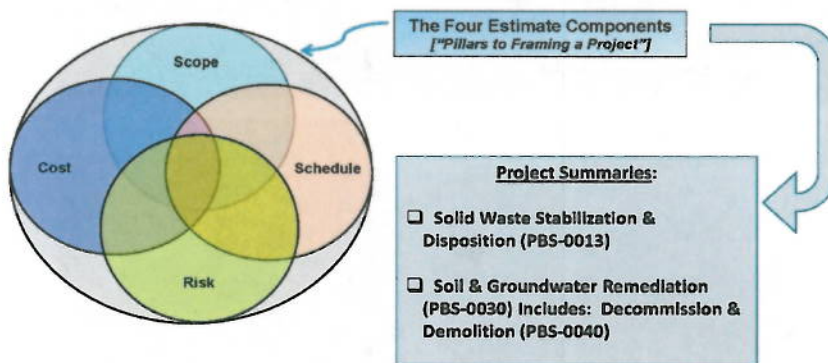 The Four Estimate Components
["Pillars to Framing a Project"]
Scope
Cost
Schedule
Risk
Project Summaries:
❑ Solid Waste Stabilization &
Disposition (PBS-0013)
❑ Soil & Groundwater Remediation
(PBS-0030) Includes: Decommission &
Demolition (PBS-0040)